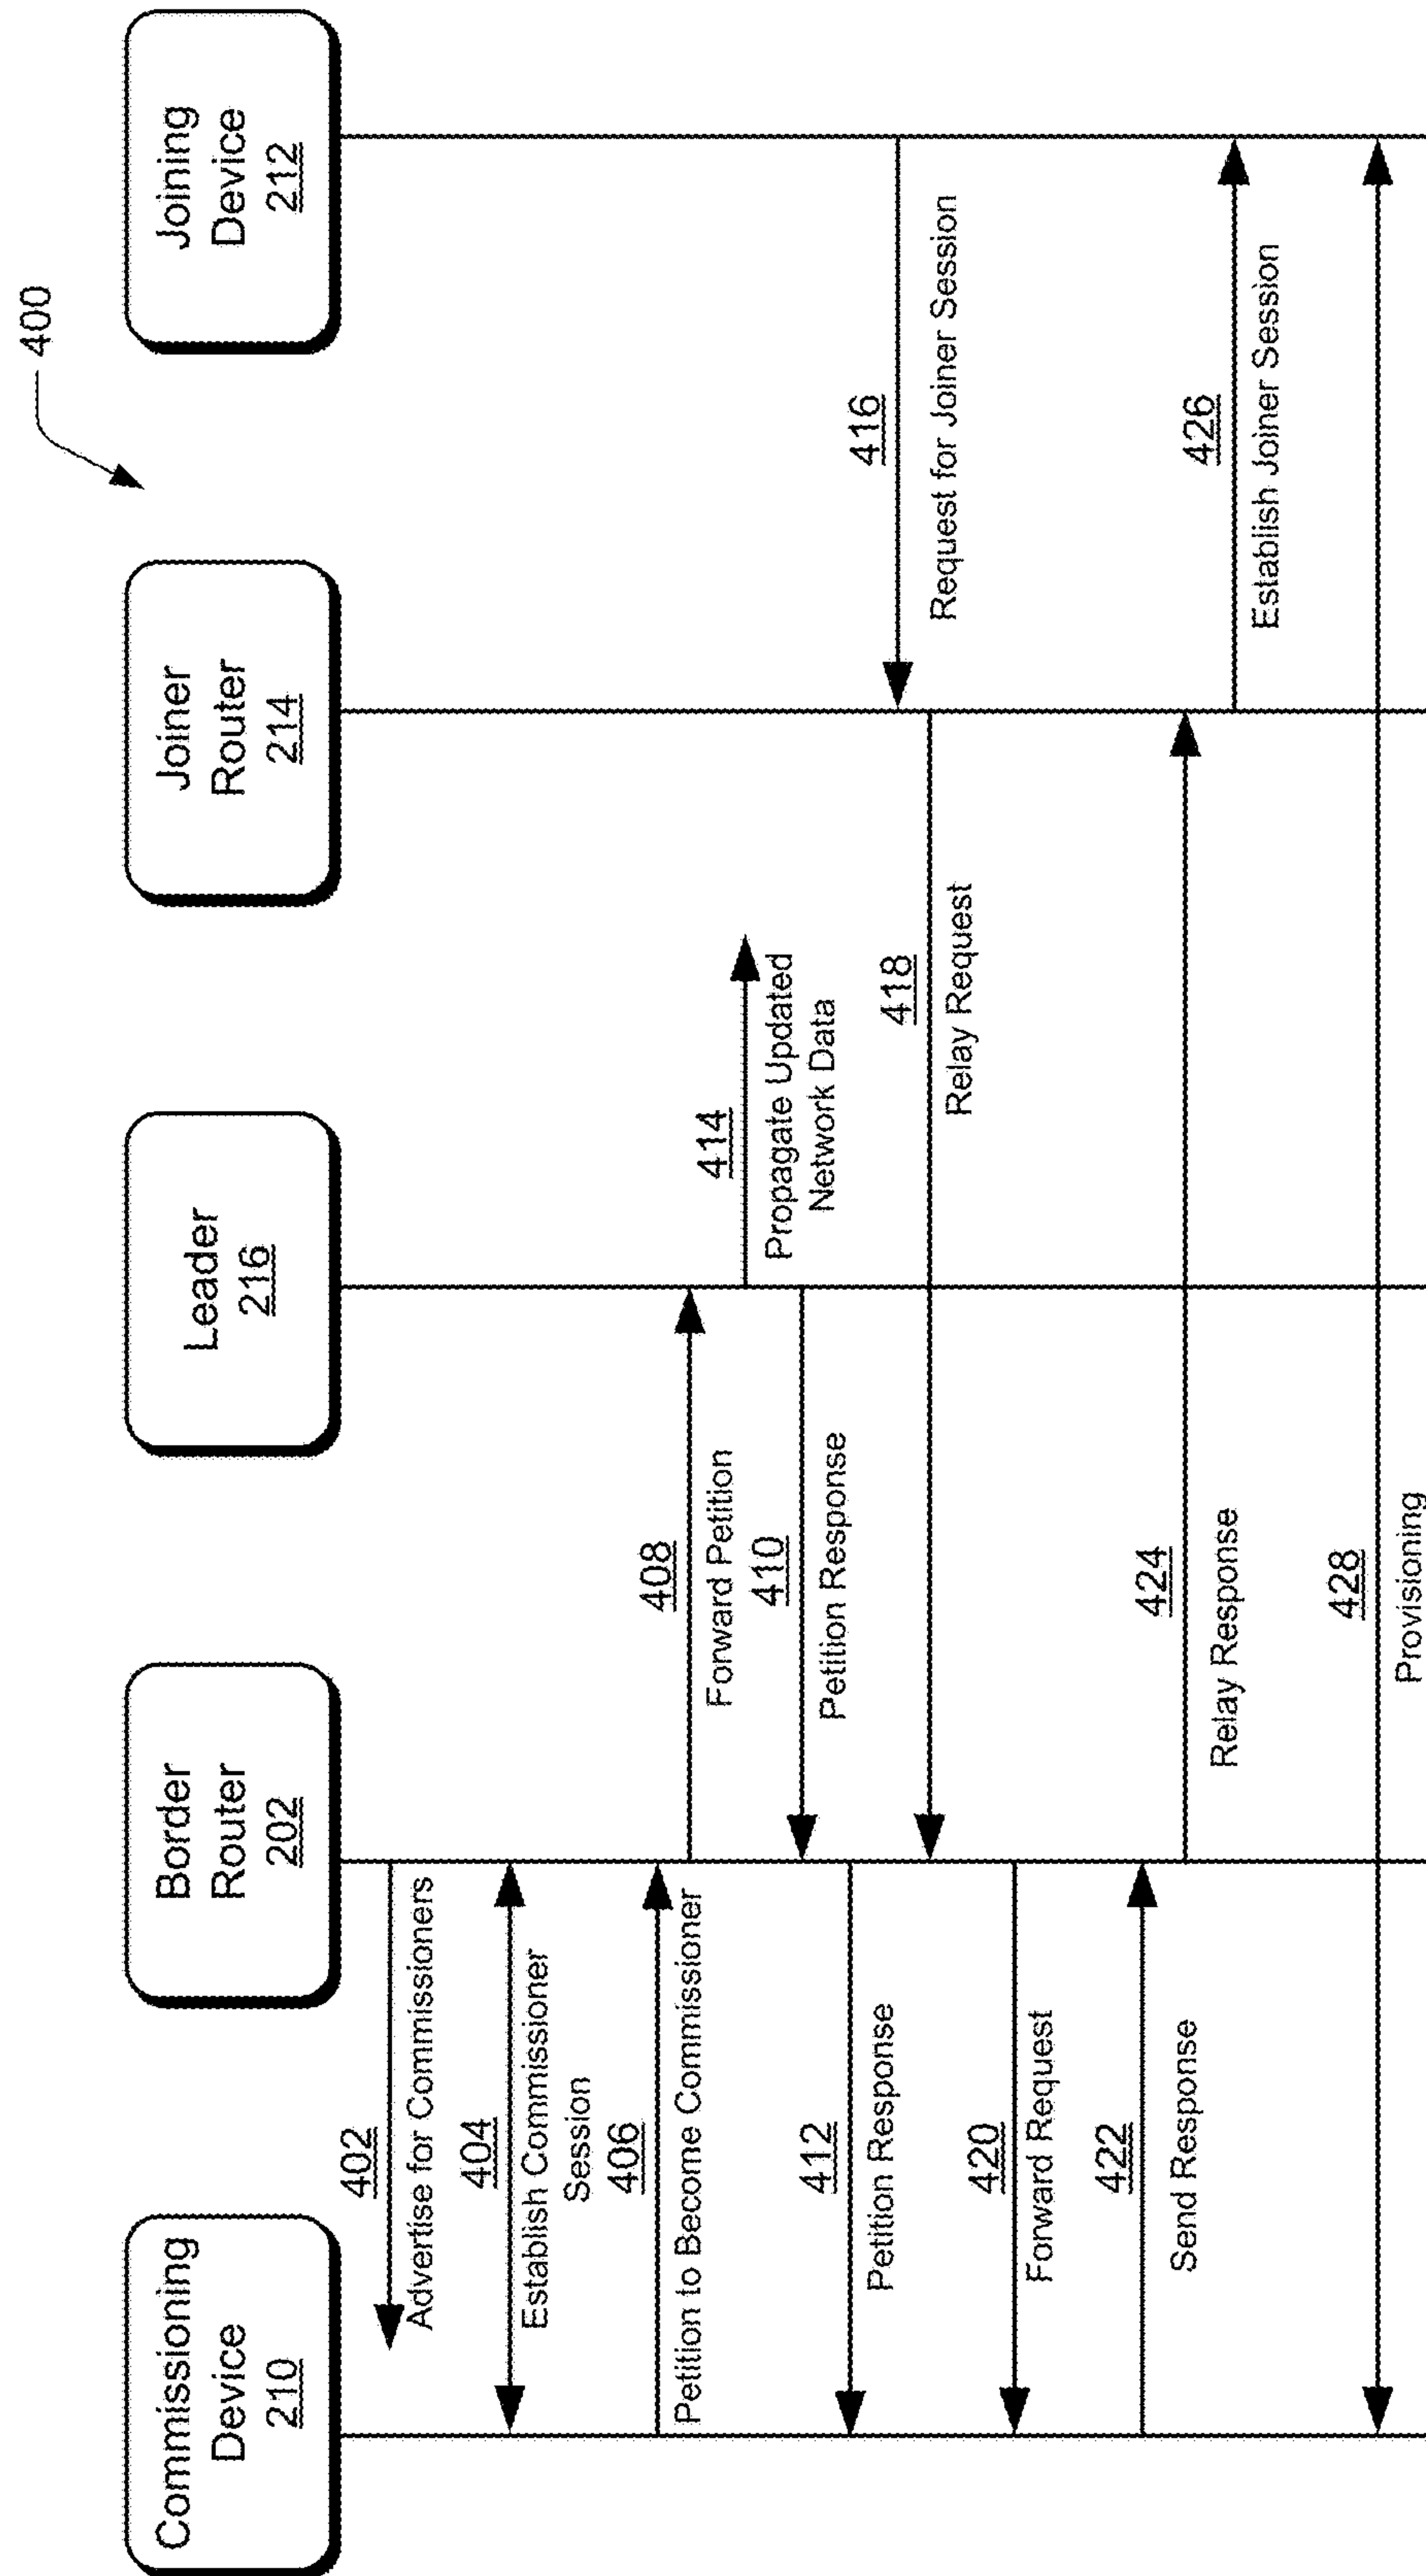 400
Commissioning
Device
210
Border
Router
202
Leader
216
Joiner
Router
214
Joining
Device
212
402
Advertise for Commissioners
404
Establish Commissioner
Session
406
Petition to Become Commissioner
408
Forward Petition
414
Propagate Updated
Network Data
410
Petition Response
412
Petition Response
416
Request for Joiner Session
418
Relay Request
420
Forward Request
422
Send Response
424
Relay Response
426
Establish Joiner Session
428
Provisioning